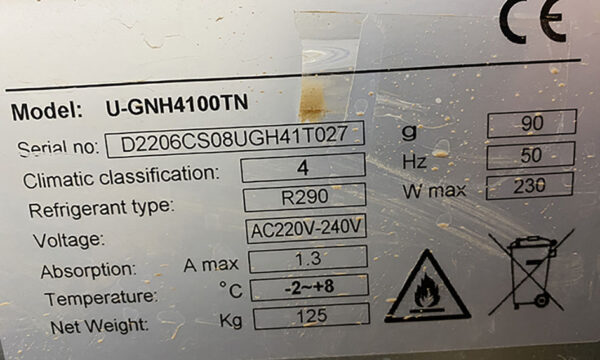 CE
Model: U-GNH4100TN
Serial no: D2206CS08UGH41T027 g 90
Climatic classification: 4 Hz 50
Refrigerant type: R290 W max 230
Voltage: AC220V-240V
Absorption: A max 1.3
Temperature: °C -2~+8
Net Weight: Kg 125